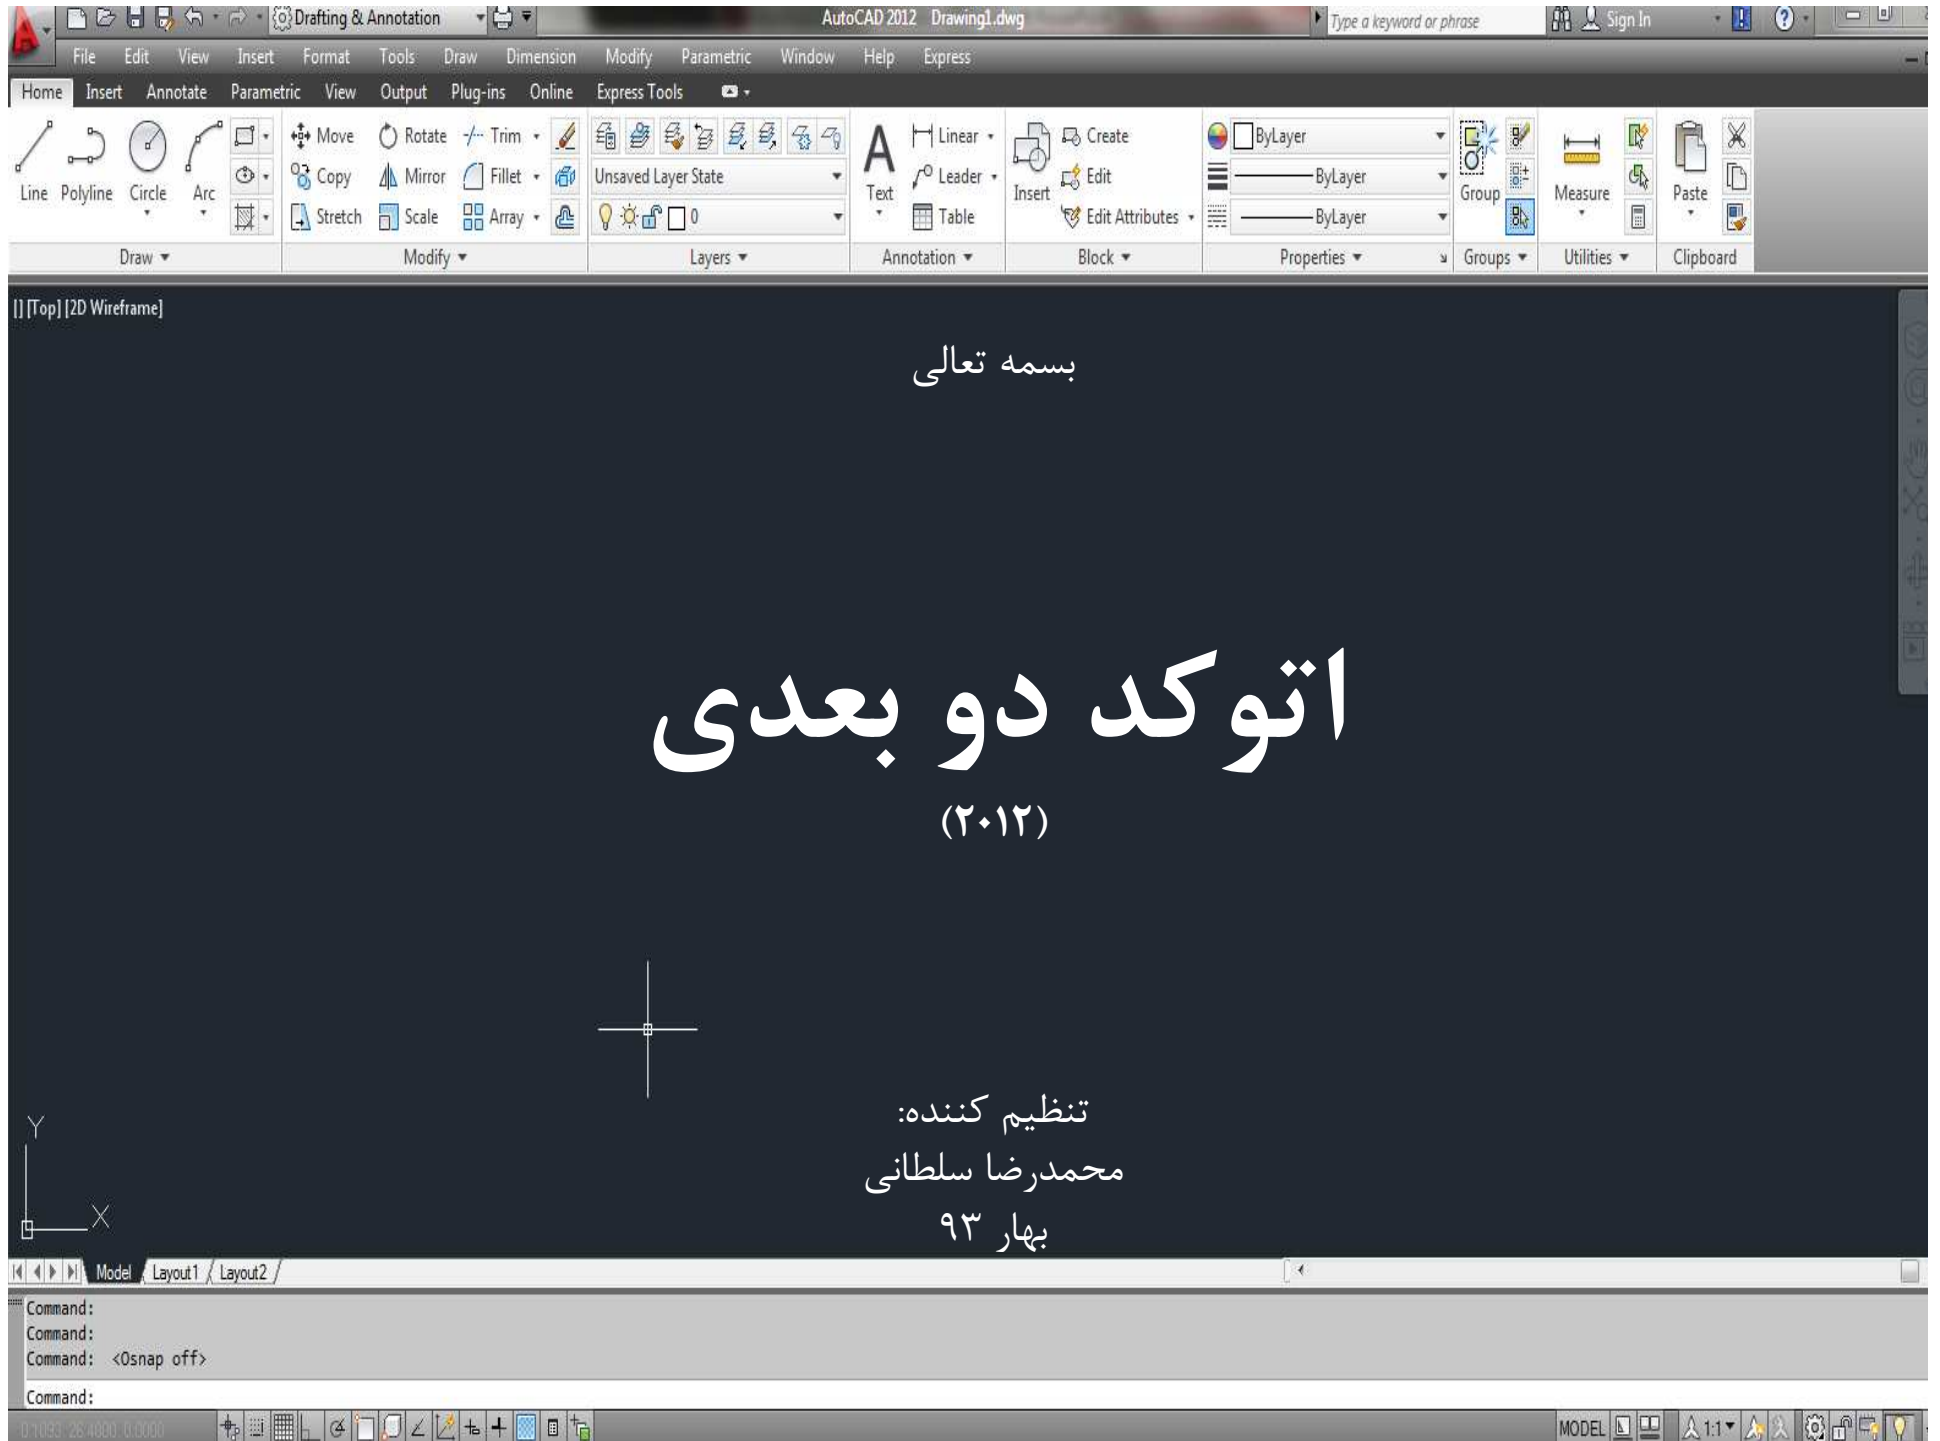 Drafting & Annotation
AutoCAD 2012 Drawing1.dwg
Type a keyword or phrase
Sign In
File Edit View Insert Format Tools Draw Dimension Modify Parametric Window Help Express
Home Insert Annotate Parametric View Output Plug-ins Online Express Tools
Move Rotate Trim Linear Create ByLayer
Copy Mirror Fillet Unsaved Layer State Leader Edit ByLayer
Line Polyline Circle Arc Text Insert Group Measure Paste
Stretch Scale Array 0 Table Edit Attributes ByLayer
Draw Modify Layers Annotation Block Properties Groups Utilities Clipboard
[] [Top] [2D Wireframe]
بسمه تعالی
اتوکد دو بعدی
(۲۰۱۲)
تنظیم کننده:
محمدرضا سلطانی
بهار ۹۳
Y
X
Model Layout1 Layout2
Command:
Command:
Command: <Osnap off>
Command:
MODEL 1:1